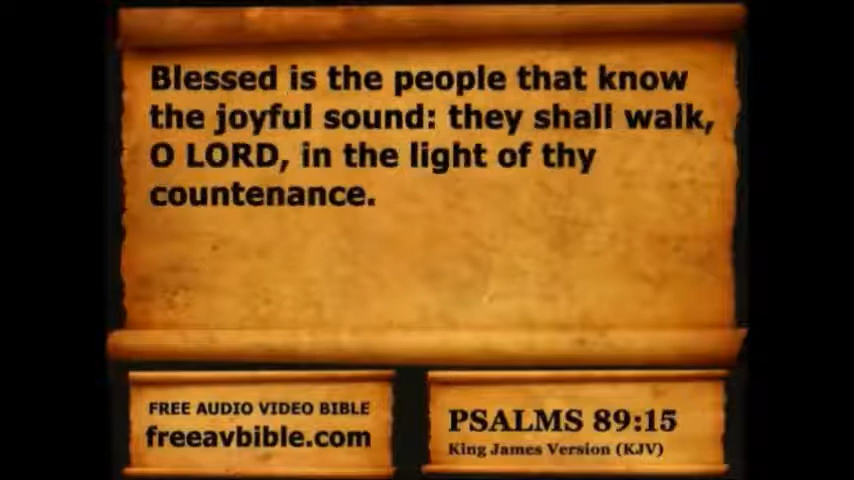 Blessed is the people that know
the joyful sound: they shall walk,
O LORD, in the light of thy
countenance.
FREE AUDIO VIDEO BIBLE
freeavbible.com
PSALMS 89:15
King James Version (KJV)